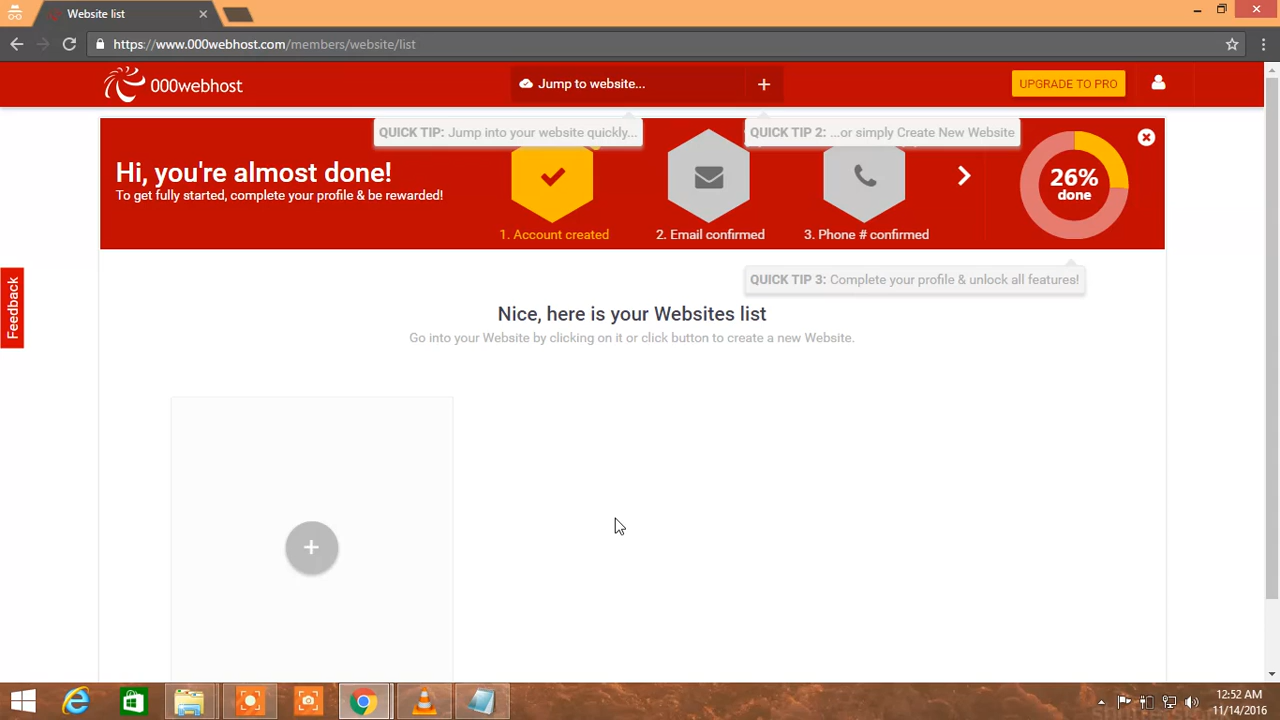 Website list
https://www.000webhost.com/members/website/list
000webhost
Jump to website...
+
UPGRADE TO PRO
QUICK TIP: Jump into your website quickly...
QUICK TIP 2: ...or simply Create New Website
Hi, you're almost done!
To get fully started, complete your profile & be rewarded!
1. Account created
2. Email confirmed
3. Phone # confirmed
26%
done
QUICK TIP 3: Complete your profile & unlock all features!
Feedback
Nice, here is your Websites list
Go into your Website by clicking on it or click button to create a new Website.
+
12:52 AM
11/14/2016